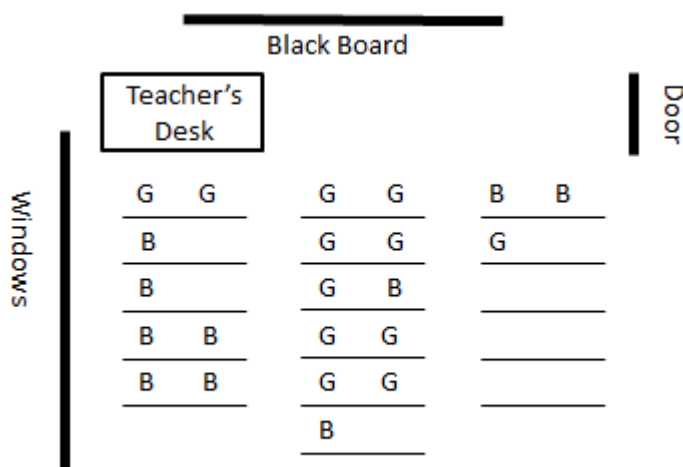 Black Board
Teacher's
Desk
Door
Windows
G G G G B B
B G G G
B G B
B B G G
B B G G
B